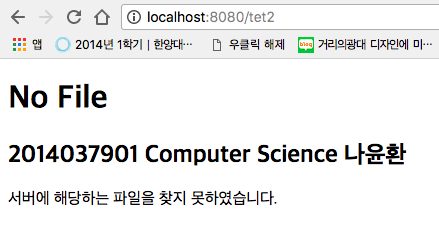 localhost:8080/tet2
앱
2014년 1학기 | 한양대…
우클릭 해제
blog
거리의광대 디자인에 미…
No File
2014037901 Computer Science 나윤환
서버에 해당하는 파일을 찾지 못하였습니다.